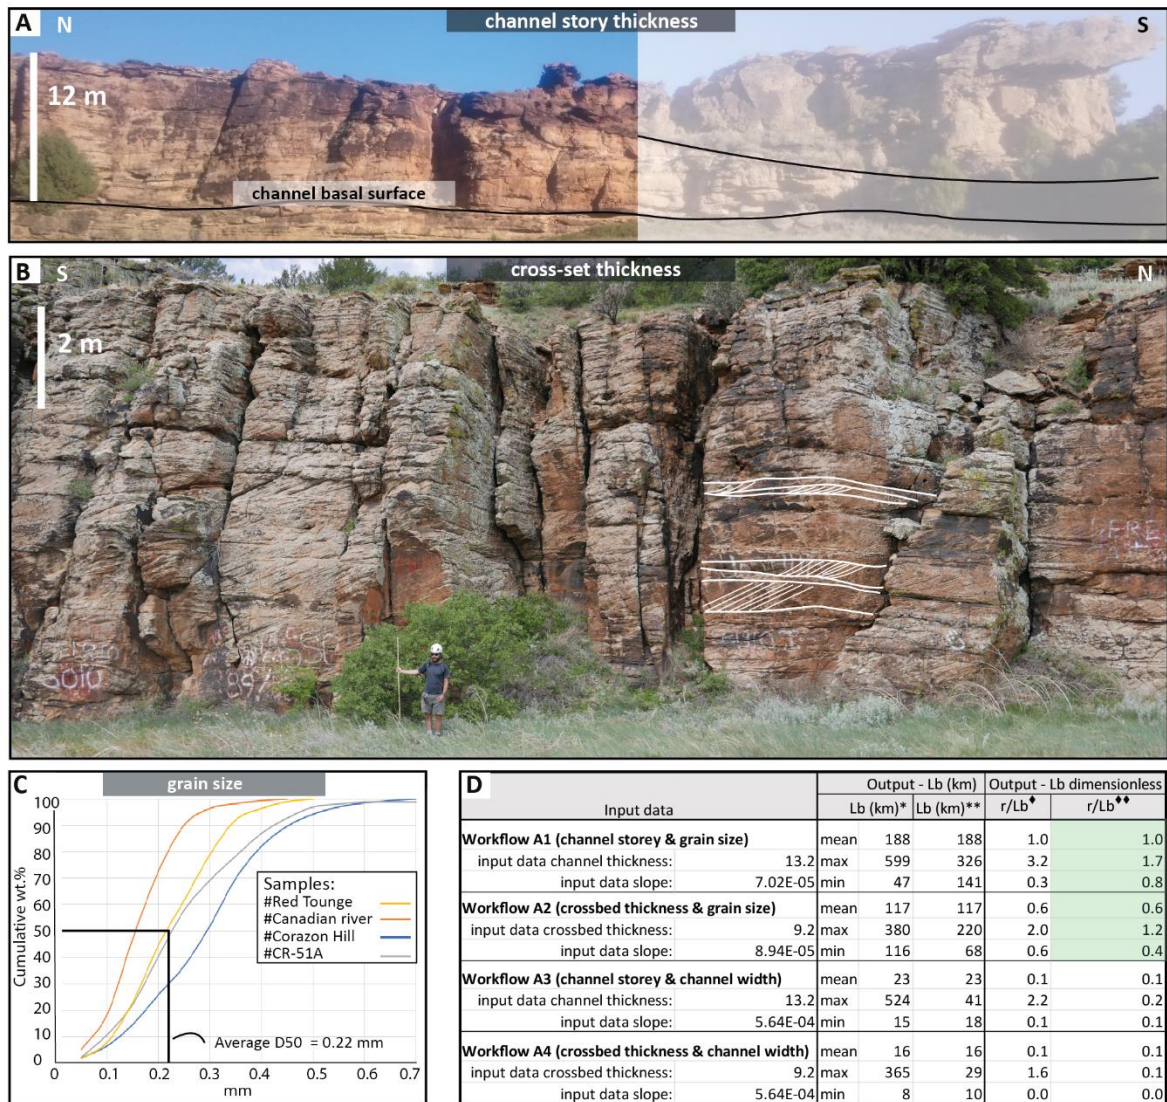 A N channel story thickness S
12 m
channel basal surface
B S cross-set thickness N
2 m
C grain size
Cumulative wt.%
100
90
80
70
60
50
40
30
20
10
0
Samples:
#Red Tounge
#Canadian river
#Corazon Hill
#CR-51A
Average D50 = 0.22 mm
0 0.1 0.2 0.3 0.4 0.5 0.6 0.7
mm
D Output - Lb (km) Output - Lb dimensionless
Input data Lb (km)* Lb (km)** r/Lb♦ r/Lb♦♦
Workflow A1 (channel storey & grain size) mean 188 188 1.0 1.0
input data channel thickness: 13.2 max 599 326 3.2 1.7
input data slope: 7.02E-05 min 47 141 0.3 0.8
Workflow A2 (crossbed thickness & grain size) mean 117 117 0.6 0.6
input data crossbed thickness: 9.2 max 380 220 2.0 1.2
input data slope: 8.94E-05 min 116 68 0.6 0.4
Workflow A3 (channel storey & channel width) mean 23 23 0.1 0.1
input data channel thickness: 13.2 max 524 41 2.2 0.2
input data slope: 5.64E-04 min 15 18 0.1 0.1
Workflow A4 (crossbed thickness & channel width) mean 16 16 0.1 0.1
input data crossbed thickness: 9.2 max 365 29 1.6 0.1
input data slope: 5.64E-04 min 8 10 0.0 0.0